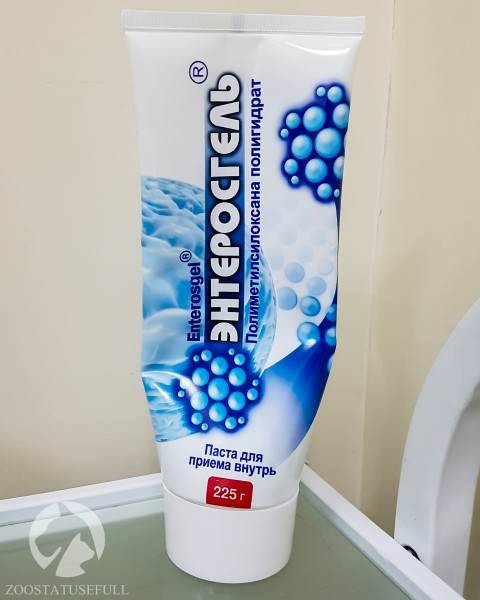 Enterosgel®
ЭНТЕРОСГЕЛЬ®
Полиметилсилоксана полигидрат
Паста для
приема внутрь
225 г
ZOOSTATUSEFULL